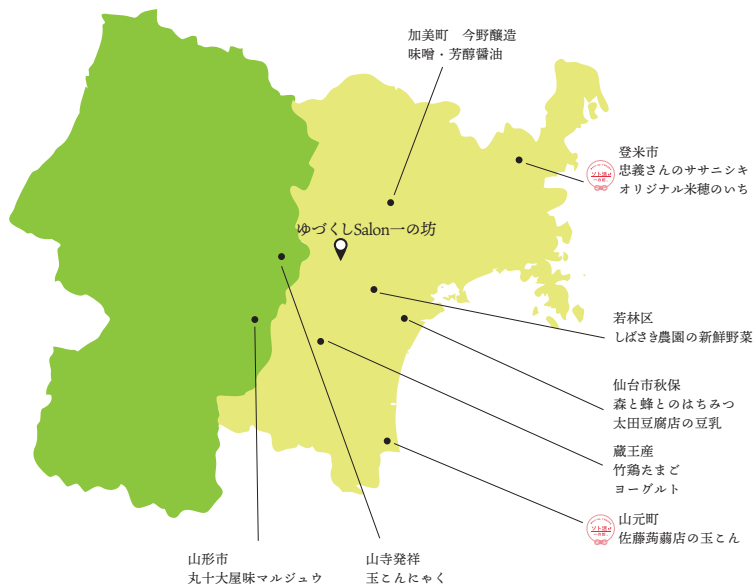 加美町　今野醸造
味噌・芳醇醤油
登米市
忠義さんのササニシキ
オリジナル米穂のいち
ゆづくしSalon一の坊
若林区
しばさき農園の新鮮野菜
仙台市秋保
森と蜂とのはちみつ
太田豆腐店の豆乳
蔵王産
竹鶏たまご
ヨーグルト
山元町
佐藤蒟蒻店の玉こん
山形市
丸十大屋味マルジュウ
山寺発祥
玉こんにゃく